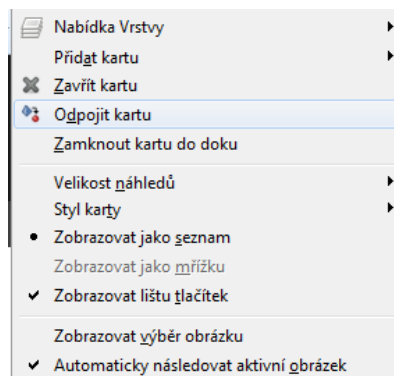 Nabídka Vrstvy
Přidat kartu
Zavřít kartu
Odpojit kartu
Zamknout kartu do doku
Velikost náhledů
Styl karty
Zobrazovat jako seznam
Zobrazovat jako mřížku
Zobrazovat lištu tlačítek
Zobrazovat výběr obrázku
Automaticky následovat aktivní obrázek